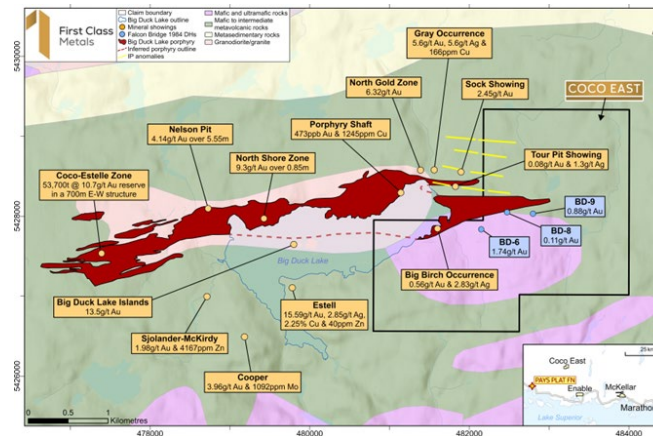 First Class
Metals
Claim boundary
Big Duck Lake outline
Mineral showings
Falcon Bridge 1984 DHs
Big Duck Lake porphyry
Inferred porphyry outline
IP anomalies
Mafic and ultramafic rocks
Mafic to intermediate
metavolcanic rocks
Metasedimentary rocks
Granodiorite/granite
Gray Occurrence
5.6g/t Au, 5.6g/t Ag &
166ppm Cu
North Gold Zone
6.32g/t Au
Sock Showing
2.45g/t Au
COCO EAST
Porphyry Shaft
473ppb Au & 1245ppm Cu
Nelson Pit
4.14g/t Au over 5.55m
North Shore Zone
9.3g/t Au over 0.85m
Tour Pit Showing
0.08g/t Au & 1.3g/t Ag
Coco-Estelle Zone
53,700t @ 10.7g/t Au reserve
in a 700m E-W structure
BD-9
0.88g/t Au
BD-8
0.11g/t Au
BD-6
1.74g/t Au
Big Duck Lake
Big Birch Occurrence
0.56g/t Au & 2.83g/t Ag
Big Duck Lake Islands
13.5g/t Au
Estell
15.59g/t Au, 2.85g/t Ag,
2.25% Cu & 40ppm Zn
Sjolander-McKirdy
1.98g/t Au & 4167ppm Zn
Cooper
3.96g/t Au & 1092ppm Mo
0 0.5 1
Kilometres
25
Coco East
PAYS PLAT FN
Enable
McKellar
Marathon
Lake Superior
5430000
5428000
5426000
478000
480000
482000
484000